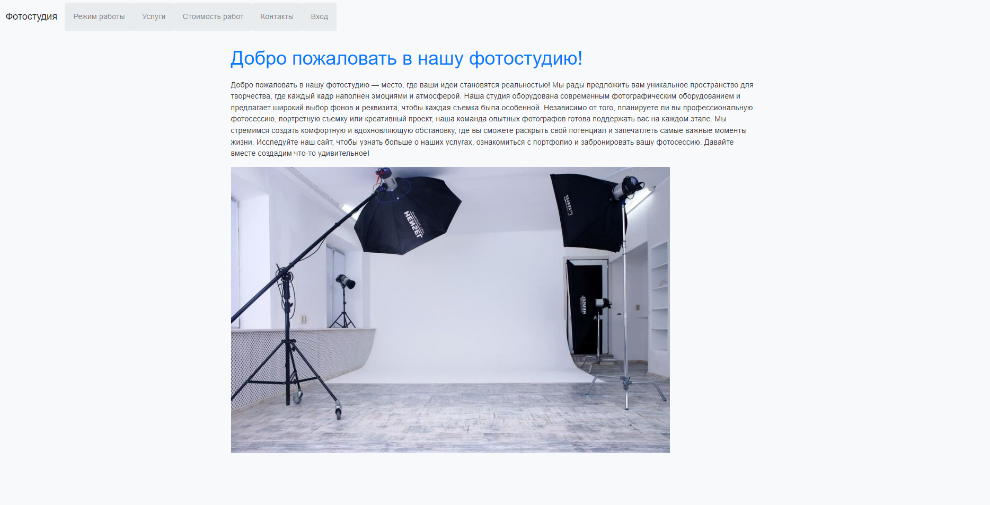 Фотостудия Режим работы Услуги Стоимость работ Контакты Вход
Добро пожаловать в нашу фотостудию!
Добро пожаловать в нашу фотостудию — место, где ваши идеи становятся реальностью! Мы рады предложить вам уникальное пространство для
творчества, где каждый кадр наполнен эмоциями и атмосферой. Наша студия оборудована современным фотографическим оборудованием и
предлагает широкий выбор фонов и реквизита, чтобы каждая съемка была особенной. Независимо от того, планируете ли вы профессиональную
фотосессию, портретную съемку или креативный проект, наша команда опытных фотографов готова поддержать вас на каждом этапе. Мы
стремимся создать комфортную и вдохновляющую обстановку, где вы сможете раскрыть свой потенциал и запечатлеть самые важные моменты
жизни. Исследуйте наш сайт, чтобы узнать больше о наших услугах, ознакомиться с портфолио и забронировать вашу фотосессию. Давайте
вместе создадим что-то удивительное!
HENSEL